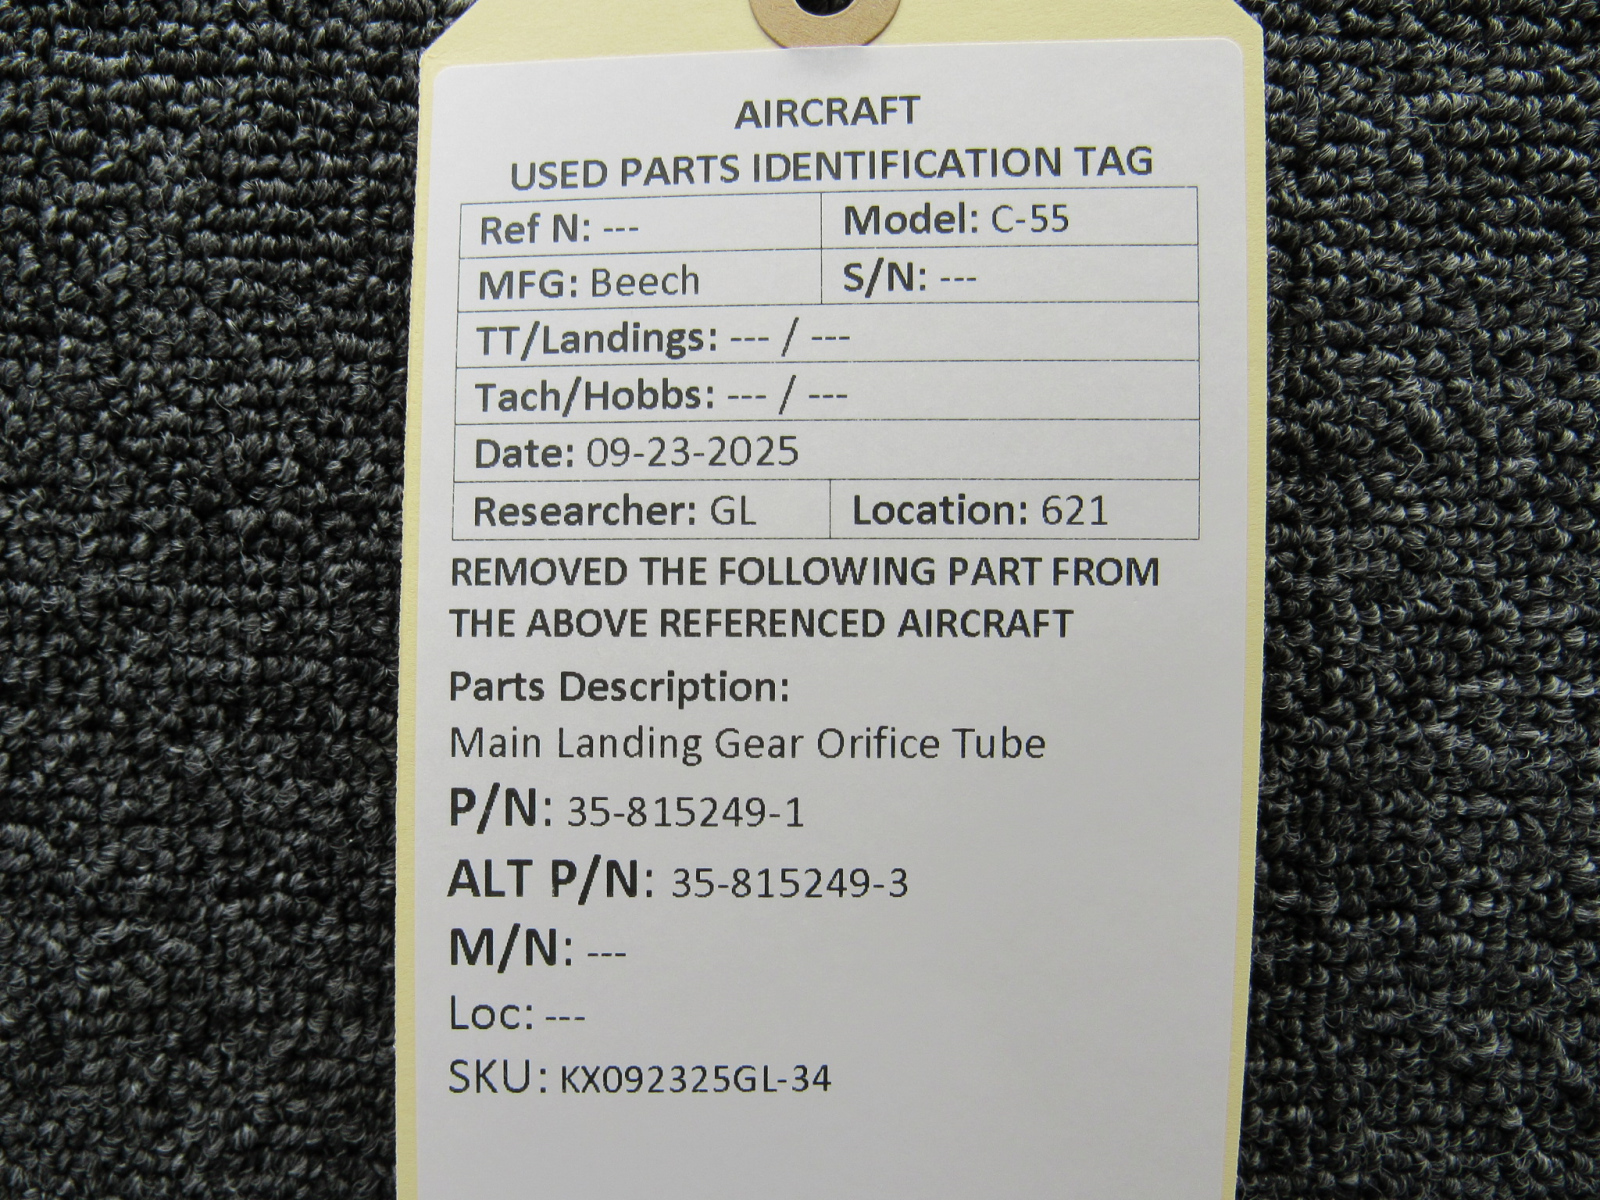 AIRCRAFT
USED PARTS IDENTIFICATION TAG
Ref N: --- Model: C-55
MFG: Beech S/N: ---
TT/Landings: --- / ---
Tach/Hobbs: --- / ---
Date: 09-23-2025
Researcher: GL Location: 621
REMOVED THE FOLLOWING PART FROM
THE ABOVE REFERENCED AIRCRAFT
Parts Description:
Main Landing Gear Orifice Tube
P/N: 35-815249-1
ALT P/N: 35-815249-3
M/N: ---
Loc: ---
SKU: KX092325GL-34